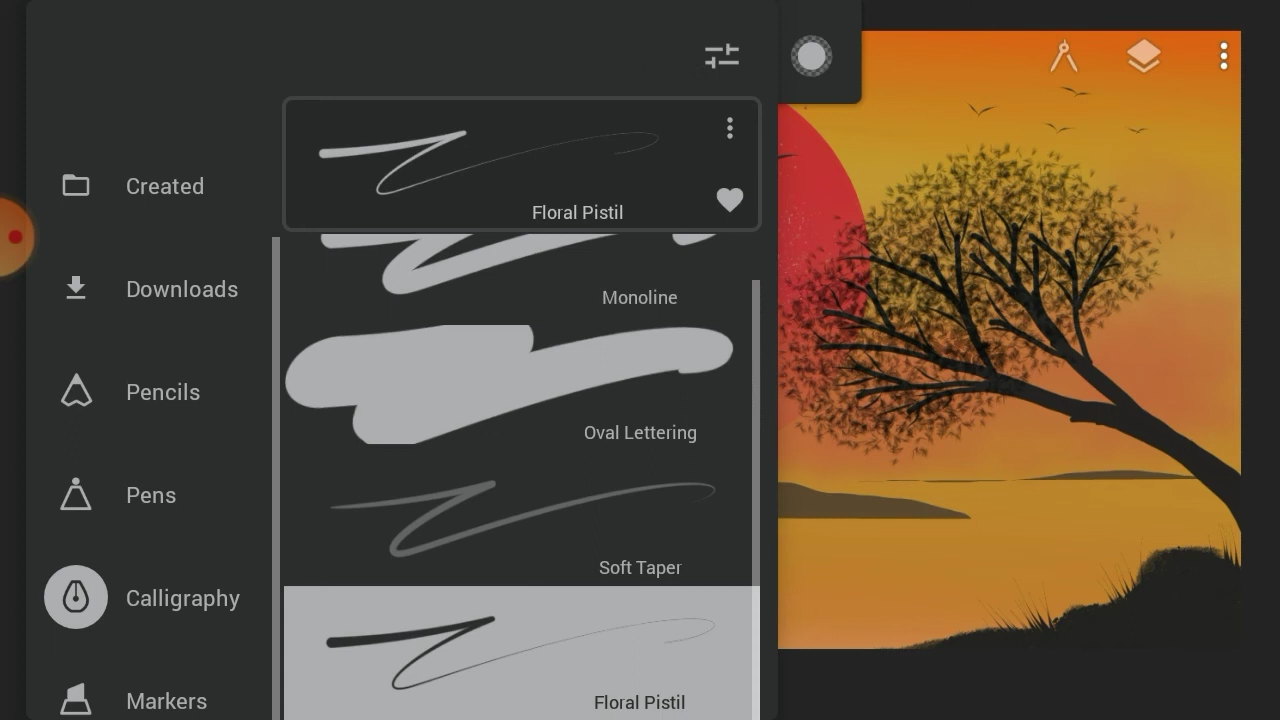 Created
Downloads
Pencils
Pens
Calligraphy
Markers
Floral Pistil
Monoline
Oval Lettering
Soft Taper
Floral Pistil